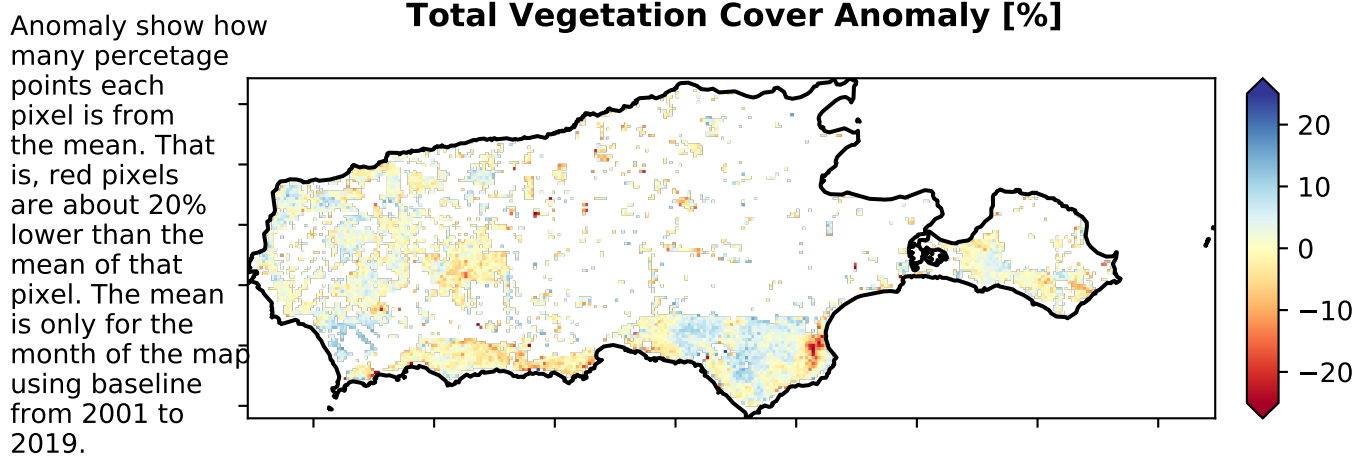 Total Vegetation Cover Anomaly [%]
Anomaly show how
many percetage
points each
pixel is from
the mean. That
is, red pixels
are about 20%
lower than the
mean of that
pixel. The mean
is only for the
month of the map
using baseline
from 2001 to
2019.
20
10
0
−10
−20